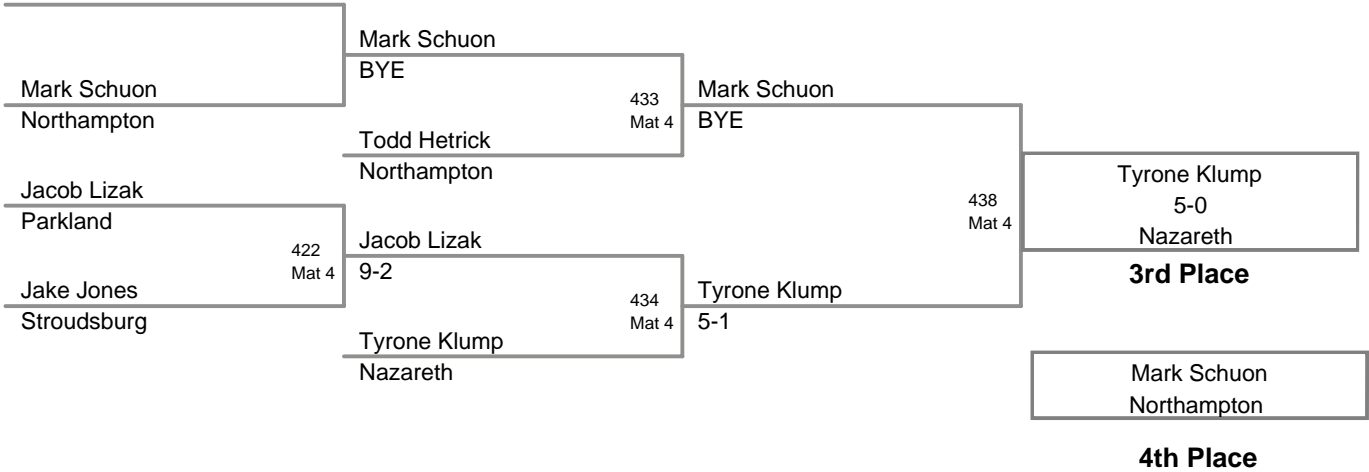 Mark Schuon
BYE
Mark Schuon
Northampton
433
Mat 4
Mark Schuon
BYE
Todd Hetrick
Northampton
Jacob Lizak
Parkland
422
Mat 4
Jacob Lizak
9-2
Jake Jones
Stroudsburg
434
Mat 4
Tyrone Klump
5-1
Tyrone Klump
Nazareth
438
Mat 4
Tyrone Klump
5-0
Nazareth
3rd Place
Mark Schuon
Northampton
4th Place